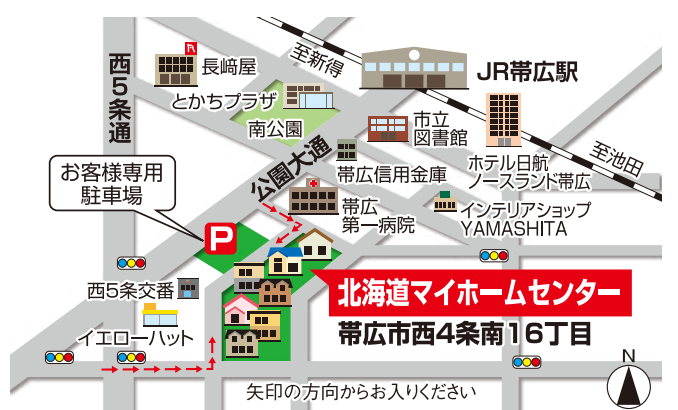 至新得
JR帯広駅
長崎屋
西5条通
とかちプラザ
南公園
市立
図書館
ホテル日航
ノースランド帯広
至池田
公園大通
帯広信用金庫
お客様専用
駐車場
帯広
第一病院
インテリアショップ
YAMASHITA
P
西5条交番
イエローハット
北海道マイホームセンター
帯広市西4条南16丁目
矢印の方向からお入りください
N